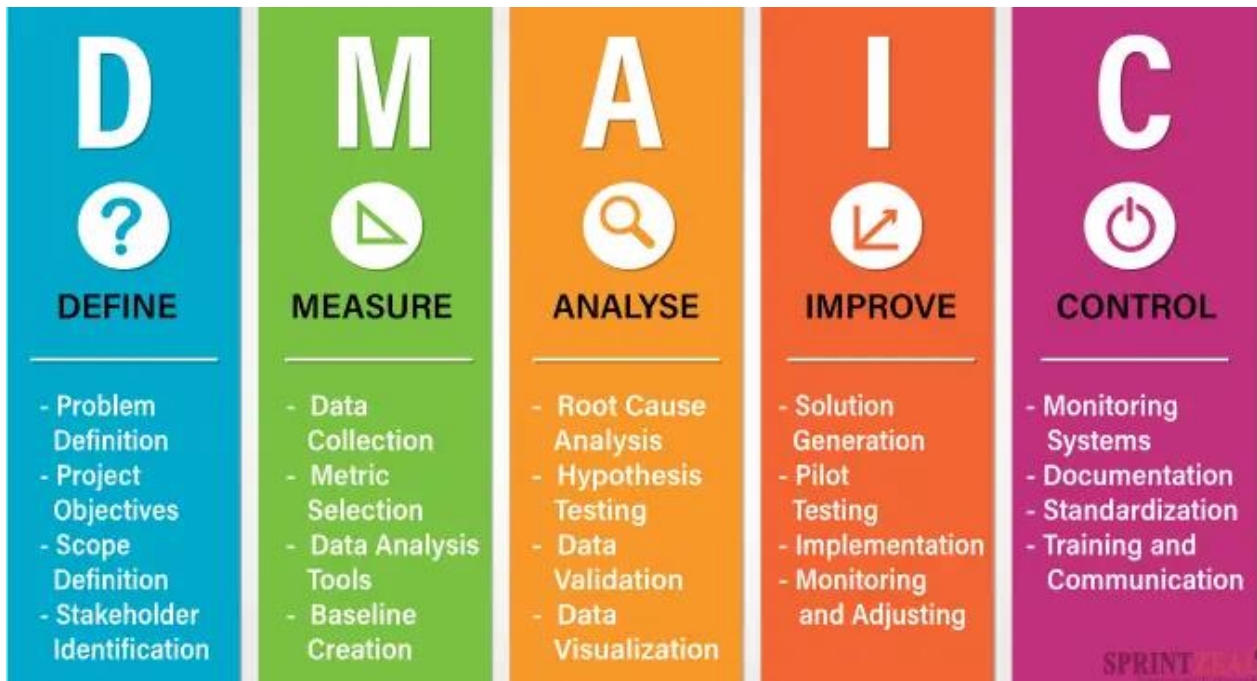 D
DEFINE
- Problem
Definition
- Project
Objectives
- Scope
Definition
- Stakeholder
Identification
M
MEASURE
- Data
Collection
- Metric
Selection
- Data Analysis
Tools
- Baseline
Creation
A
ANALYSE
- Root Cause
Analysis
- Hypothesis
Testing
- Data
Validation
- Data
Visualization
I
IMPROVE
- Solution
Generation
- Pilot
Testing
- Implementation
- Monitoring
and Adjusting
C
CONTROL
- Monitoring
Systems
- Documentation
- Standardization
- Training and
Communication
SPRINTZEAL